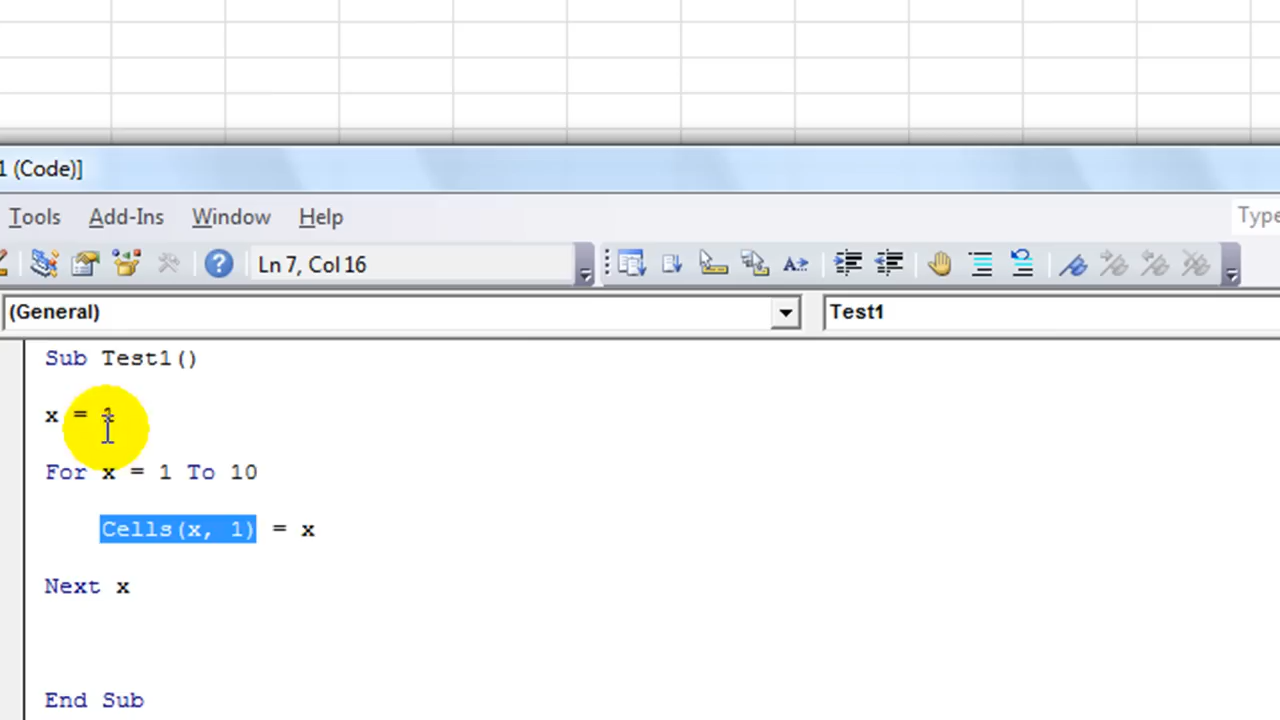 1 (Code)]
Tools Add-Ins Window Help Type
Ln 7, Col 16
(General) Test1
Sub Test1()
x = 1
For x = 1 To 10
Cells(x, 1) = x
Next x
End Sub